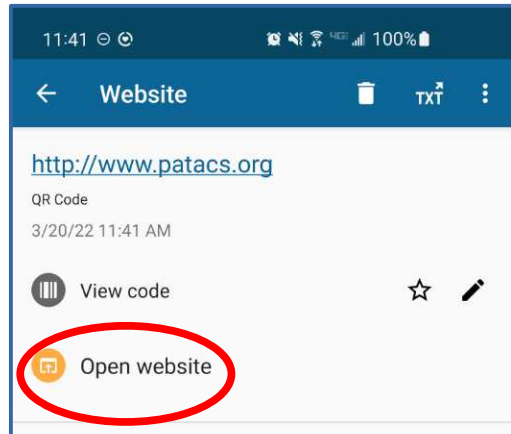 11:41 4GE 100%
Website TXT
http://www.patacs.org
QR Code
3/20/22 11:41 AM
View code
Open website